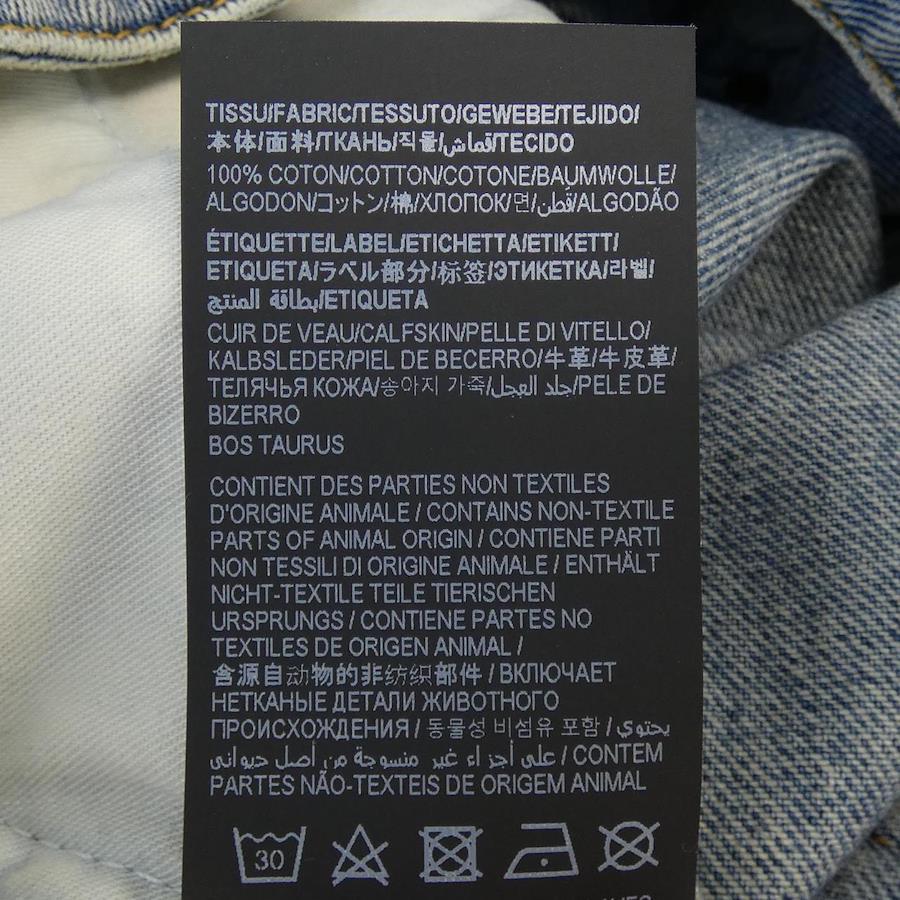 TISSU/FABRIC/TESSUTO/GEWEBE/TEJIDO/
本体/面料/ТКАНЬ/직물/قماش/TECIDO
100% COTON/COTTON/COTONE/BAUMWOLLE/
ALGODON/コットン/棉/ХЛОПОК/면/قطن/ALGODÃO
ÉTIQUETTE/LABEL/ETICHETTA/ETIKETT/
ETIQUETA/ラベル部分/标签/ЭТИКЕТКА/라벨/
بطاقة المنتج/ETIQUETA
CUIR DE VEAU/CALFSKIN/PELLE DI VITELLO/
KALBSLEDER/PIEL DE BECERRO/牛革/牛皮革/
ТЕЛЯЧЬЯ КОЖА/송아지 가죽/جلد العجل/PELE DE
BIZERRO
BOS TAURUS
CONTIENT DES PARTIES NON TEXTILES
D'ORIGINE ANIMALE / CONTAINS NON-TEXTILE
PARTS OF ANIMAL ORIGIN / CONTIENE PARTI
NON TESSILI DI ORIGINE ANIMALE / ENTHÄLT
NICHT-TEXTILE TEILE TIERISCHEN
URSPRUNGS / CONTIENE PARTES NO
TEXTILES DE ORIGEN ANIMAL /
含源自动物的非纺织部件 / ВКЛЮЧАЕТ
НЕТКАНЫЕ ДЕТАЛИ ЖИВОТНОГО
ПРОИСХОЖДЕНИЯ / 동물성 비섬유 포함 / يحتوي
على أجزاء غير منسوجة من أصل حيواني / CONTEM
PARTES NÃO-TEXTEIS DE ORIGEM ANIMAL
30